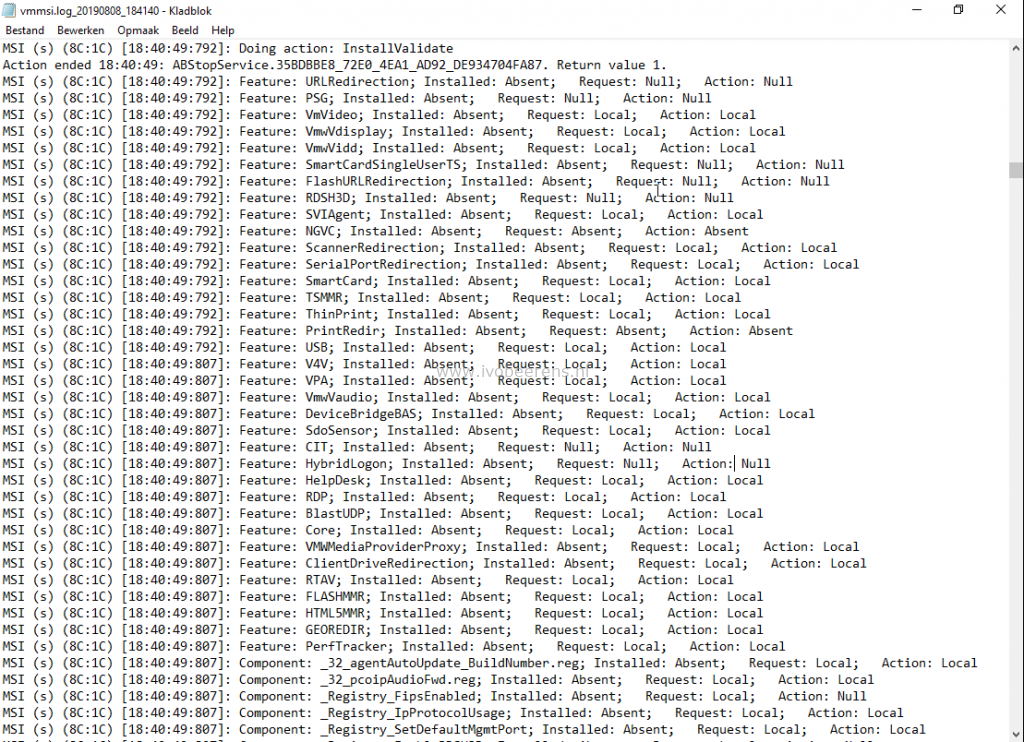 vmmsi.log_20190808_184140 - Kladblok
Bestand Bewerken Opmaak Beeld Help
MSI (s) (8C:1C) [18:40:49:792]: Doing action: InstallValidate
Action ended 18:40:49: ABStopService.35BDBBE8_72E0_4EA1_AD92_DE934704FA87. Return value 1.
MSI (s) (8C:1C) [18:40:49:792]: Feature: URLRedirection; Installed: Absent;   Request: Null;   Action: Null
MSI (s) (8C:1C) [18:40:49:792]: Feature: PSG; Installed: Absent;   Request: Null;   Action: Null
MSI (s) (8C:1C) [18:40:49:792]: Feature: VmVideo; Installed: Absent;   Request: Local;   Action: Local
MSI (s) (8C:1C) [18:40:49:792]: Feature: VmwVdisplay; Installed: Absent;   Request: Local;   Action: Local
MSI (s) (8C:1C) [18:40:49:792]: Feature: VmwVidd; Installed: Absent;   Request: Local;   Action: Local
MSI (s) (8C:1C) [18:40:49:792]: Feature: SmartCardSingleUserTS; Installed: Absent;   Request: Null;   Action: Null
MSI (s) (8C:1C) [18:40:49:792]: Feature: FlashURLRedirection; Installed: Absent;   Request: Null;   Action: Null
MSI (s) (8C:1C) [18:40:49:792]: Feature: RDSH3D; Installed: Absent;   Request: Null;   Action: Null
MSI (s) (8C:1C) [18:40:49:792]: Feature: SVIAgent; Installed: Absent;   Request: Local;   Action: Local
MSI (s) (8C:1C) [18:40:49:792]: Feature: NGVC; Installed: Absent;   Request: Absent;   Action: Absent
MSI (s) (8C:1C) [18:40:49:792]: Feature: ScannerRedirection; Installed: Absent;   Request: Local;   Action: Local
MSI (s) (8C:1C) [18:40:49:792]: Feature: SerialPortRedirection; Installed: Absent;   Request: Local;   Action: Local
MSI (s) (8C:1C) [18:40:49:792]: Feature: SmartCard; Installed: Absent;   Request: Local;   Action: Local
MSI (s) (8C:1C) [18:40:49:792]: Feature: TSMMR; Installed: Absent;   Request: Local;   Action: Local
MSI (s) (8C:1C) [18:40:49:792]: Feature: ThinPrint; Installed: Absent;   Request: Local;   Action: Local
MSI (s) (8C:1C) [18:40:49:792]: Feature: PrintRedir; Installed: Absent;   Request: Absent;   Action: Absent
MSI (s) (8C:1C) [18:40:49:792]: Feature: USB; Installed: Absent;   Request: Local;   Action: Local
MSI (s) (8C:1C) [18:40:49:807]: Feature: V4V; Installed: Absent;   Request: Local;   Action: Local
www.ivobeerens.nl
MSI (s) (8C:1C) [18:40:49:807]: Feature: VPA; Installed: Absent;   Request: Local;   Action: Local
MSI (s) (8C:1C) [18:40:49:807]: Feature: VmwVaudio; Installed: Absent;   Request: Local;   Action: Local
MSI (s) (8C:1C) [18:40:49:807]: Feature: DeviceBridgeBAS; Installed: Absent;   Request: Local;   Action: Local
MSI (s) (8C:1C) [18:40:49:807]: Feature: SdoSensor; Installed: Absent;   Request: Local;   Action: Local
MSI (s) (8C:1C) [18:40:49:807]: Feature: CIT; Installed: Absent;   Request: Null;   Action: Null
MSI (s) (8C:1C) [18:40:49:807]: Feature: HybridLogon; Installed: Absent;   Request: Null;   Action: Null
MSI (s) (8C:1C) [18:40:49:807]: Feature: HelpDesk; Installed: Absent;   Request: Local;   Action: Local
MSI (s) (8C:1C) [18:40:49:807]: Feature: RDP; Installed: Absent;   Request: Local;   Action: Local
MSI (s) (8C:1C) [18:40:49:807]: Feature: BlastUDP; Installed: Absent;   Request: Local;   Action: Local
MSI (s) (8C:1C) [18:40:49:807]: Feature: Core; Installed: Absent;   Request: Local;   Action: Local
MSI (s) (8C:1C) [18:40:49:807]: Feature: VMWMediaProviderProxy; Installed: Absent;   Request: Local;   Action: Local
MSI (s) (8C:1C) [18:40:49:807]: Feature: ClientDriveRedirection; Installed: Absent;   Request: Local;   Action: Local
MSI (s) (8C:1C) [18:40:49:807]: Feature: RTAV; Installed: Absent;   Request: Local;   Action: Local
MSI (s) (8C:1C) [18:40:49:807]: Feature: FLASHMMR; Installed: Absent;   Request: Local;   Action: Local
MSI (s) (8C:1C) [18:40:49:807]: Feature: HTML5MMR; Installed: Absent;   Request: Local;   Action: Local
MSI (s) (8C:1C) [18:40:49:807]: Feature: GEOREDIR; Installed: Absent;   Request: Local;   Action: Local
MSI (s) (8C:1C) [18:40:49:807]: Feature: PerfTracker; Installed: Absent;   Request: Local;   Action: Local
MSI (s) (8C:1C) [18:40:49:807]: Component: _32_agentAutoUpdate_BuildNumber.reg; Installed: Absent;   Request: Local;   Action: Local
MSI (s) (8C:1C) [18:40:49:807]: Component: _32_pcoipAudioFwd.reg; Installed: Absent;   Request: Local;   Action: Local
MSI (s) (8C:1C) [18:40:49:807]: Component: _Registry_FipsEnabled; Installed: Absent;   Request: Local;   Action: Null
MSI (s) (8C:1C) [18:40:49:807]: Component: _Registry_IpProtocolUsage; Installed: Absent;   Request: Local;   Action: Local
MSI (s) (8C:1C) [18:40:49:807]: Component: _Registry_SetDefaultMgmtPort; Installed: Absent;   Request: Local;   Action: Local